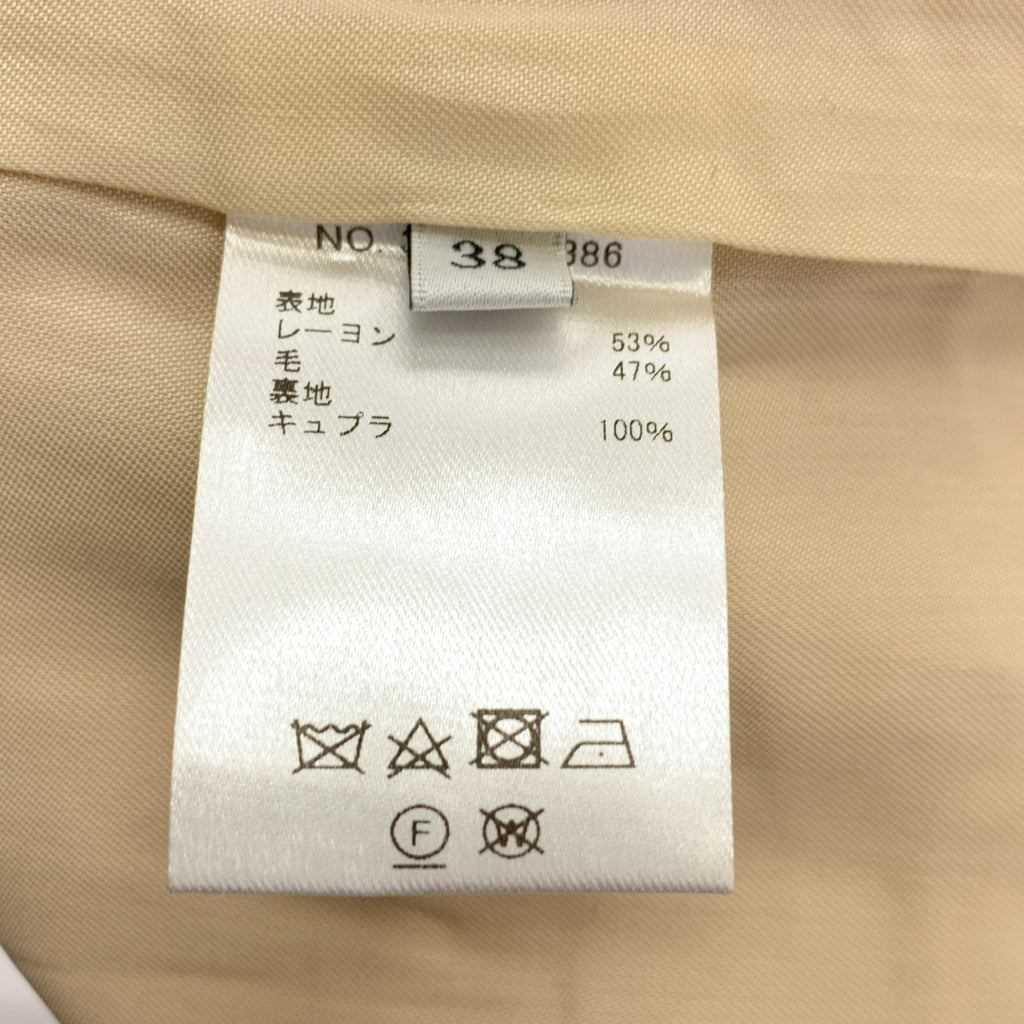 NO. 38 386
表地
レーヨン 53%
毛 47%
裏地
キュプラ 100%
F W